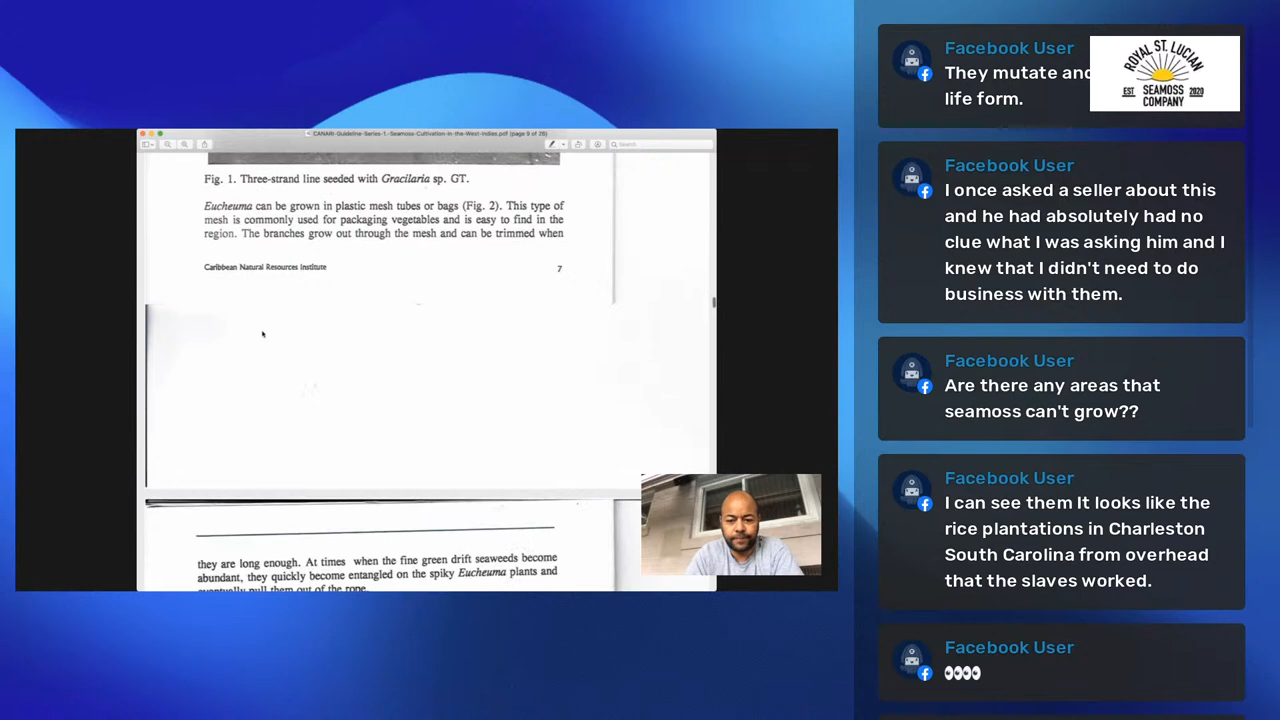 CANARI-Guideline-Series-1.-Seamoss-Cultivation-in-the-West-Indies.pdf (page 9 of 28)
Search
Fig. 1. Three-strand line seeded with Gracilaria sp. GT.
Eucheuma can be grown in plastic mesh tubes or bags (Fig. 2). This type of
mesh is commonly used for packaging vegetables and is easy to find in the
region. The branches grow out through the mesh and can be trimmed when
Caribbean Natural Resources Institute
7
they are long enough. At times when the fine green drift seaweeds become
abundant, they quickly become entangled on the spiky Eucheuma plants and
eventually pull them out of the rope.
Facebook User
They mutate and
life form.
ROYAL ST. LUCIAN
EST. 2020
SEAMOSS
COMPANY
Facebook User
I once asked a seller about this
and he had absolutely had no
clue what I was asking him and I
knew that I didn't need to do
business with them.
Facebook User
Are there any areas that
seamoss can't grow??
Facebook User
I can see them It looks like the
rice plantations in Charleston
South Carolina from overhead
that the slaves worked.
Facebook User